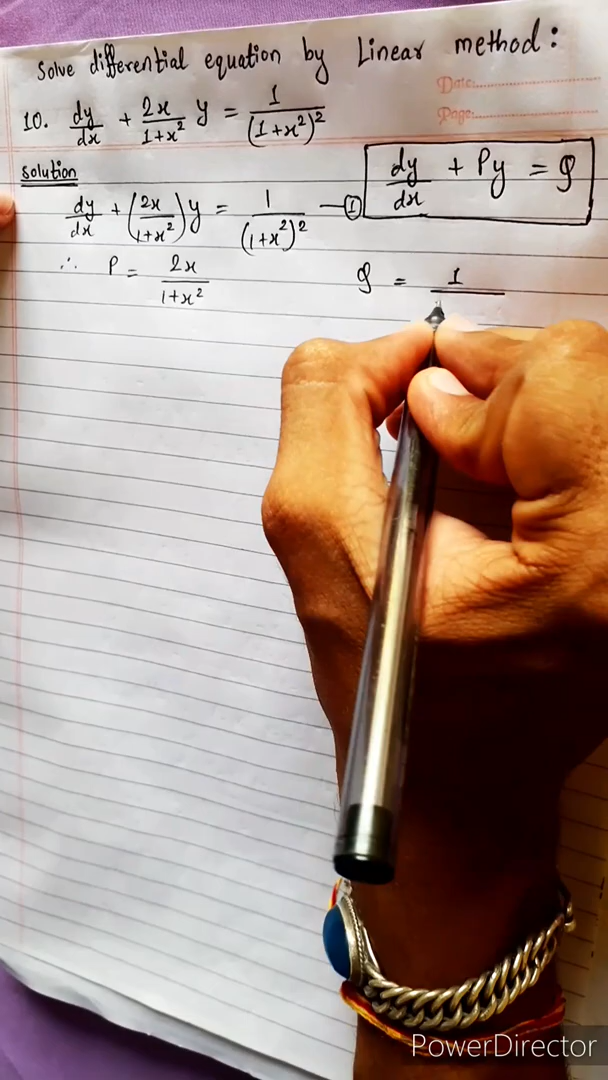 Solve differential equation by Linear method:
Date:
Page:
10. dy/dx + 2x/1+x² y = 1/(1+x²)²
solution
dy/dx + Py = Q
dy/dx + (2x/1+x²)y = 1/(1+x²)² —①
∴ P = 2x/1+x² Q = 1/
PowerDirector